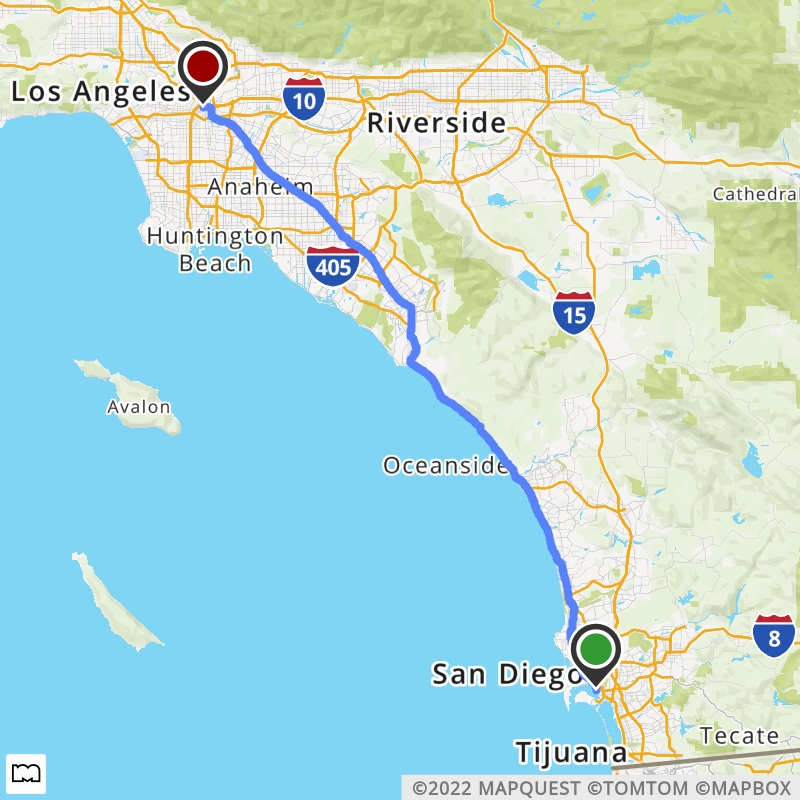 Los Angeles
10
Riverside
Anaheim
Cathedral
Huntington
Beach
405
15
Avalon
Oceanside
8
San Diego
Tecate
Tijuana
©2022 MAPQUEST ©TOMTOM ©MAPBOX